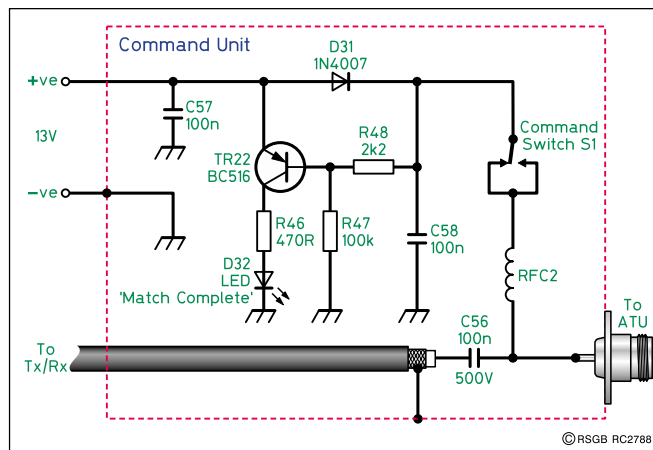 Command Unit
D31
1N4007
+ve
C57
100n
13V
R48
2k2
Command
Switch S1
TR22
BC516
-ve
R46
470R
R47
100k
C58
100n
D32
LED
'Match Complete'
RFC2
To
ATU
C56
100n
To
Tx/Rx
500V
©RSGB RC2788